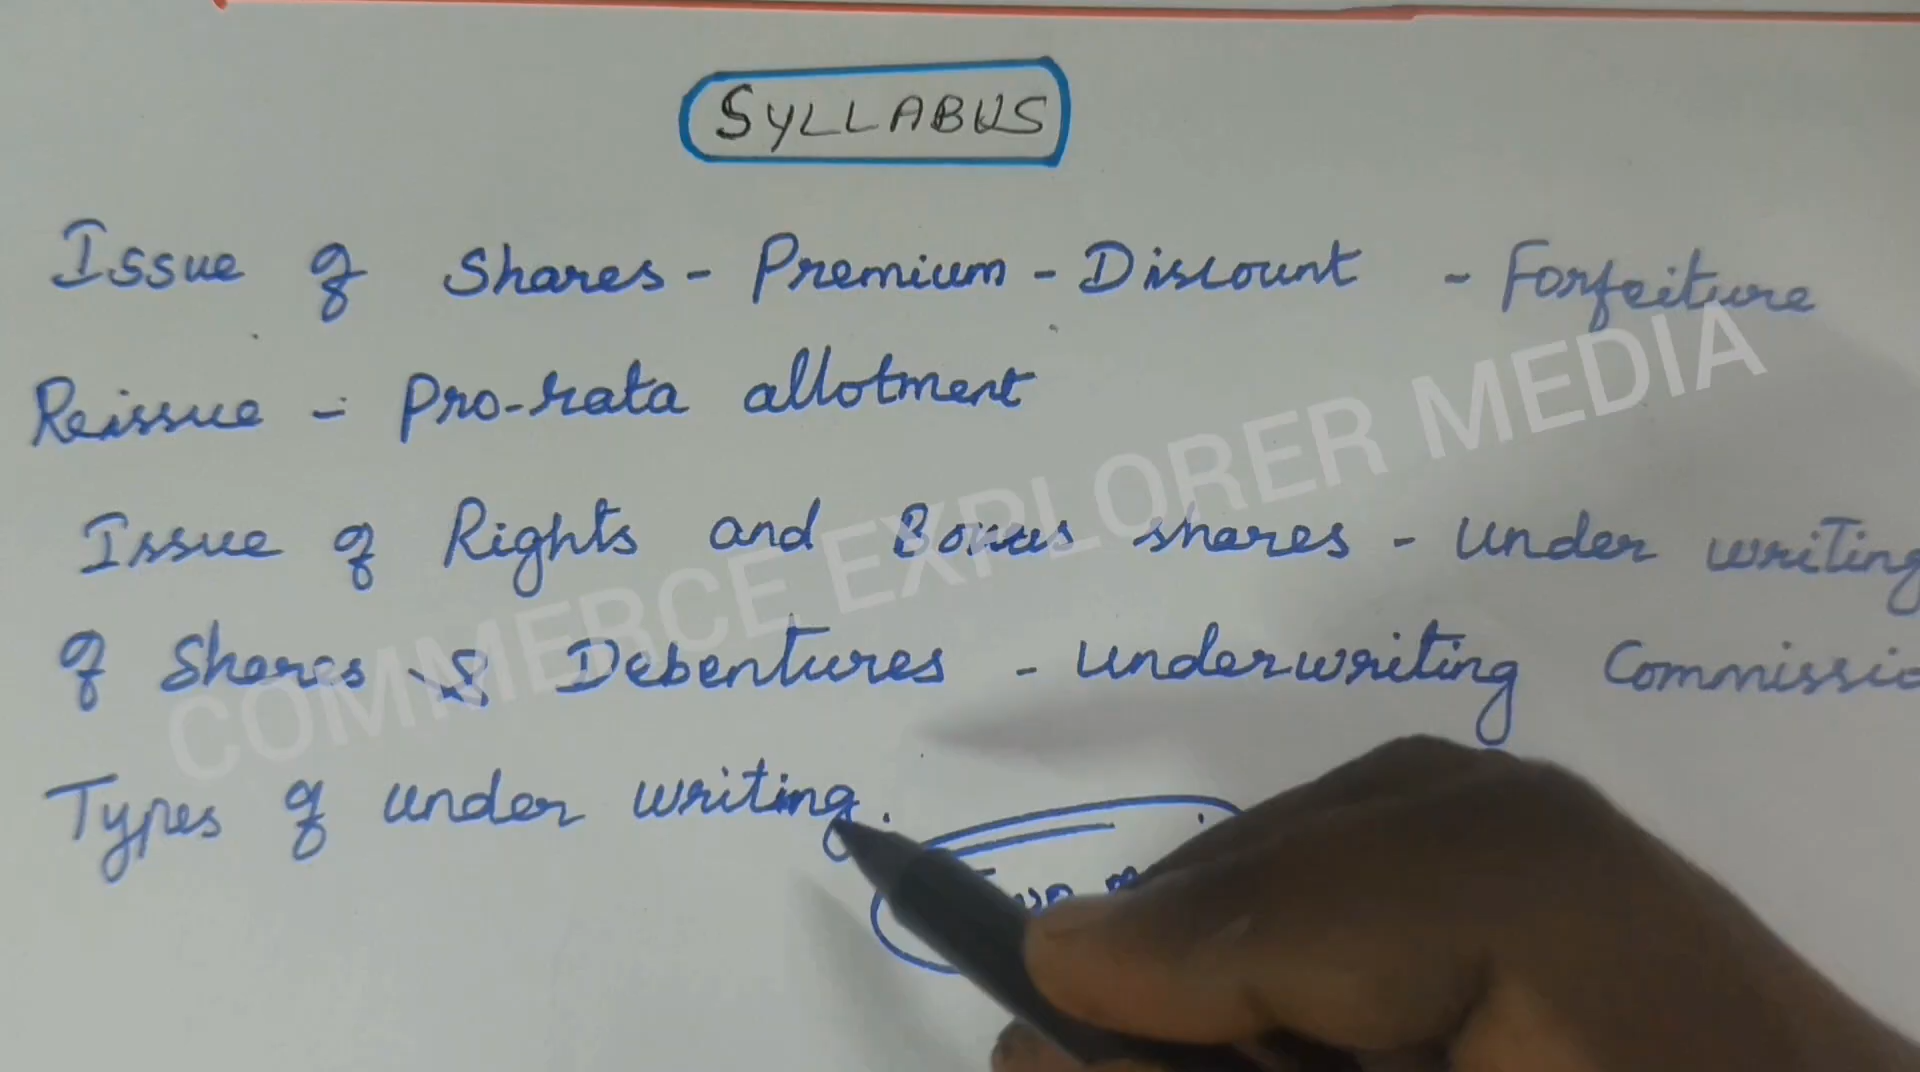 SYLLABUS
Issue of Shares - Premium - Discount - Forfeiture
Reissue - Pro-rata allotment
Issue of Rights and Bonus shares - Under writing
of Shares & Debentures - Underwriting Commissio
Types of under writing.
COMMERCE EXPLORER MEDIA